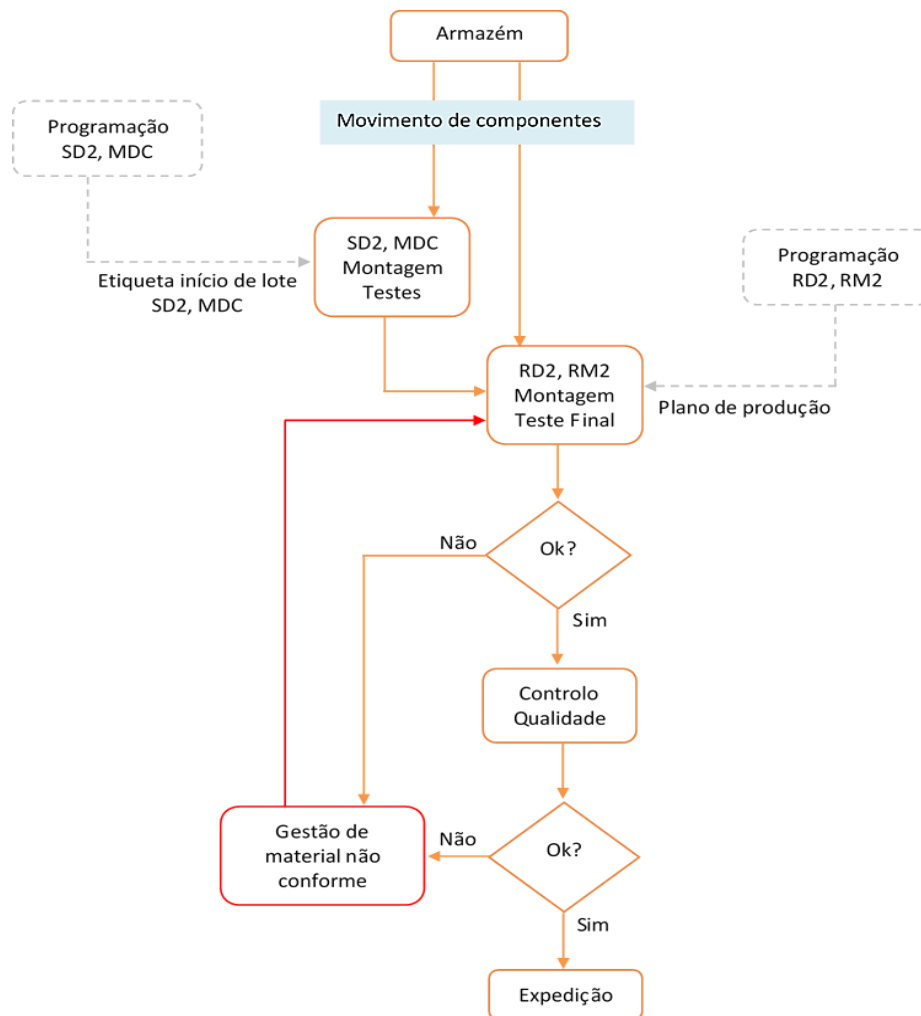 Armazém
Movimento de componentes
Programação
SD2, MDC
SD2, MDC
Montagem
Testes
Etiqueta início de lote
SD2, MDC
Programação
RD2, RM2
RD2, RM2
Montagem
Teste Final
Plano de produção
Não
Ok?
Sim
Controlo
Qualidade
Gestão de
material não
conforme
Não
Ok?
Sim
Expedição